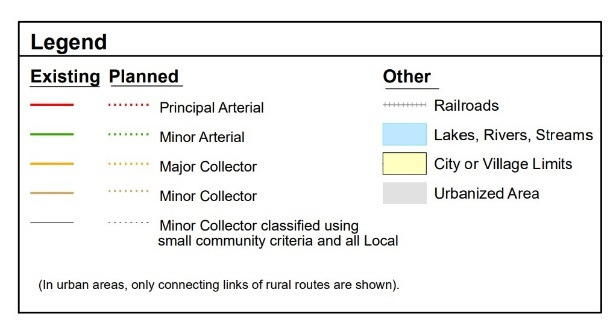 Legend
Existing Planned
Other
Principal Arterial
Minor Arterial
Major Collector
Minor Collector
Minor Collector classified using
small community criteria and all Local
Railroads
Lakes, Rivers, Streams
City or Village Limits
Urbanized Area
(In urban areas, only connecting links of rural routes are shown).